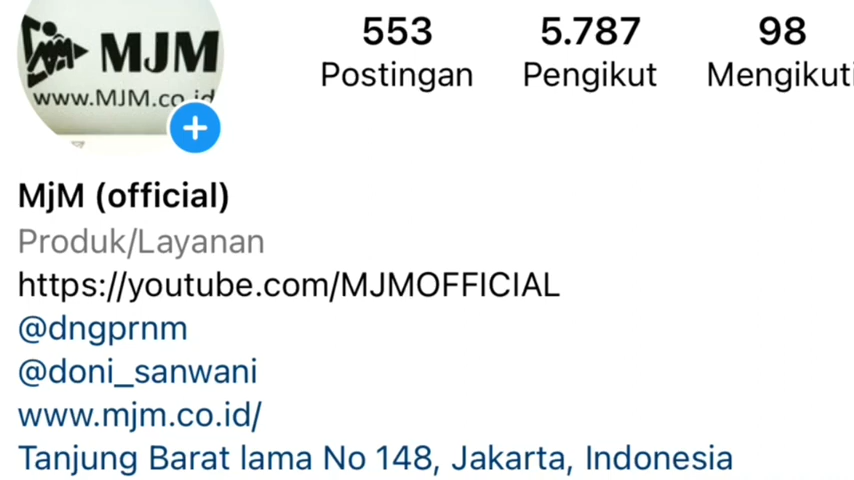 MJM
www.MJM.co.id
553 5.787 98
Postingan Pengikut Mengikuti
MjM (official)
Produk/Layanan
https://youtube.com/MJMOFFICIAL
@dngprnm
@doni_sanwani
www.mjm.co.id/
Tanjung Barat lama No 148, Jakarta, Indonesia